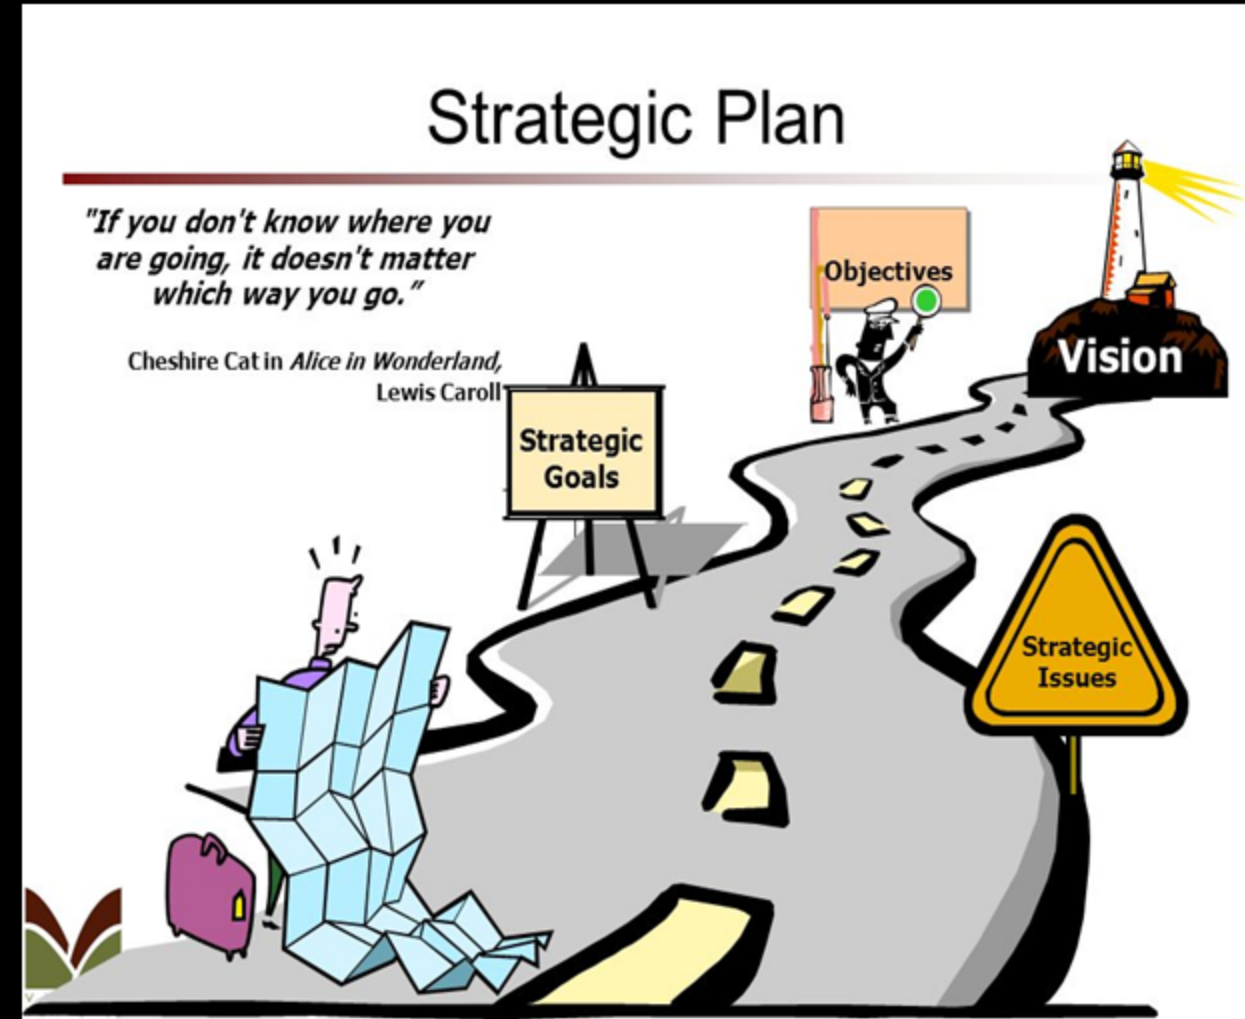 Strategic Plan
"If you don't know where you
are going, it doesn't matter
which way you go.”
Cheshire Cat in Alice in Wonderland,
Lewis Caroll
Objectives
Vision
Strategic
Goals
Strategic
Issues